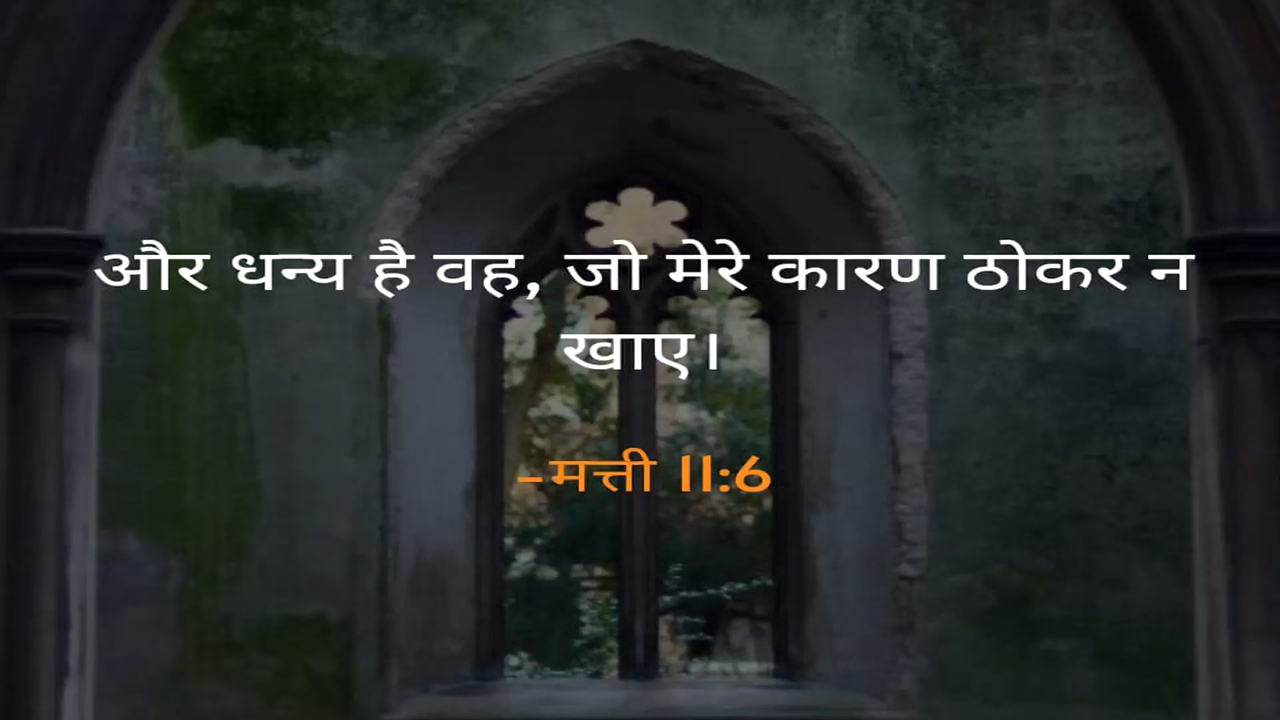 और धन्य है वह, जो मेरे कारण ठोकर न
खाए।
-मत्ती 11:6